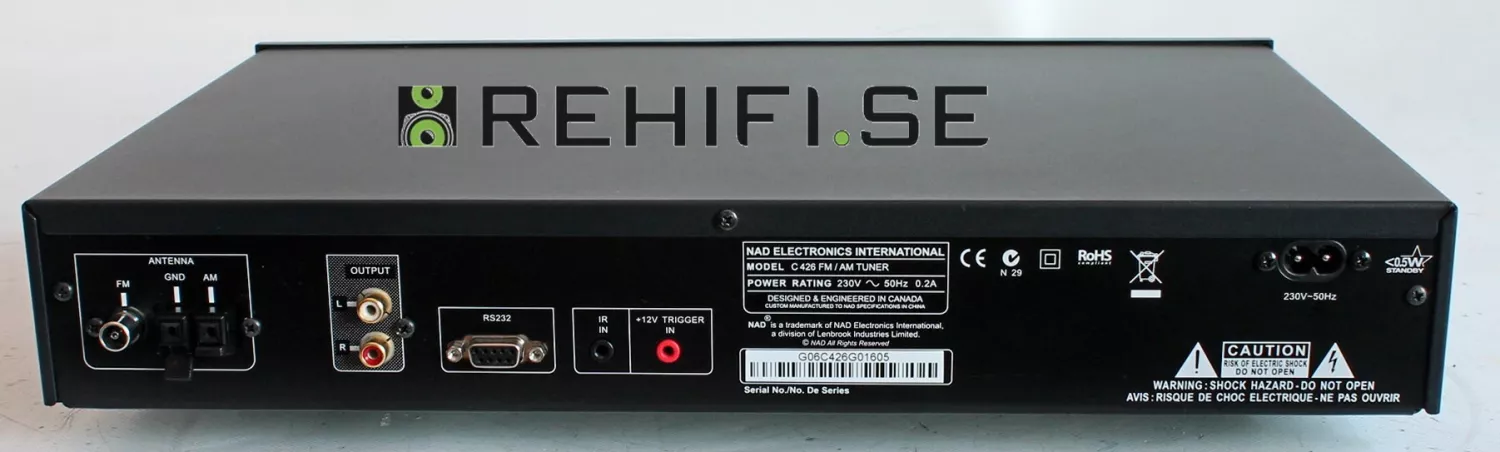 REHIFI.SE
ANTENNA
FM
GND
AM
OUTPUT
L
R
RS232
IR
IN
+12V TRIGGER
IN
NAD ELECTRONICS INTERNATIONAL
MODEL C 426 FM / AM TUNER
POWER RATING 230V ~ 50Hz 0.2A
DESIGNED & ENGINEERED IN CANADA
CUSTOM MANUFACTURED TO NAD SPECIFICATIONS IN CHINA
NAD® is a trademark of NAD Electronics International,
a division of Lenbrook Industries Limited.
© NAD All Rights Reserved
G06C426G01605
Serial No./No. De Series
CE
N 29
RoHS
compliant
230V~50Hz
<0.5W
STANDBY
CAUTION
RISK OF ELECTRIC SHOCK
DO NOT OPEN
WARNING : SHOCK HAZARD - DO NOT OPEN
AVIS : RISQUE DE CHOC ELECTRIQUE - NE PAS OUVRIR